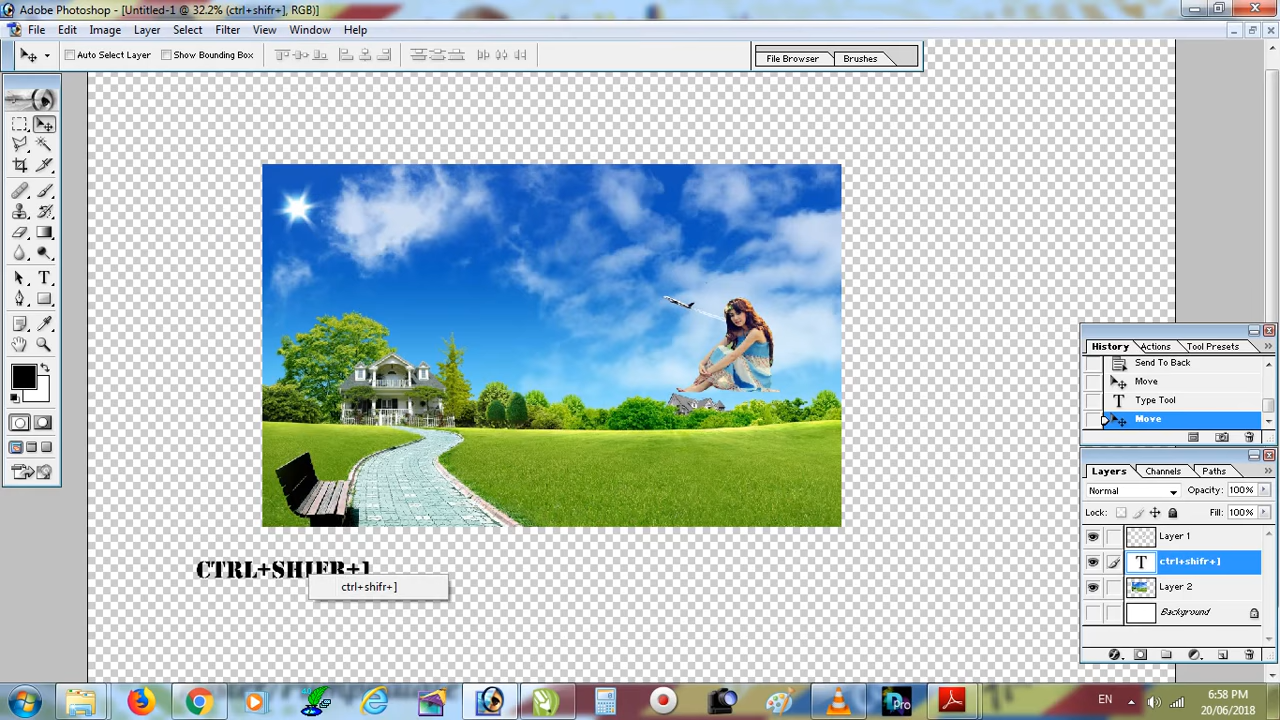 Adobe Photoshop - [Untitled-1 @ 32.2% (ctrl+shifr+], RGB)]
File Edit Image Layer Select Filter View Window Help
Auto Select Layer Show Bounding Box
File Browser Brushes
CTRL+SHIFR+]
ctrl+shifr+]
History Actions Tool Presets
Send To Back
Move
Type Tool
Move
Layers Channels Paths
Normal Opacity: 100%
Lock: Fill: 100%
Layer 1
T ctrl+shifr+]
Layer 2
Background
Pro
EN 6:58 PM
20/06/2018